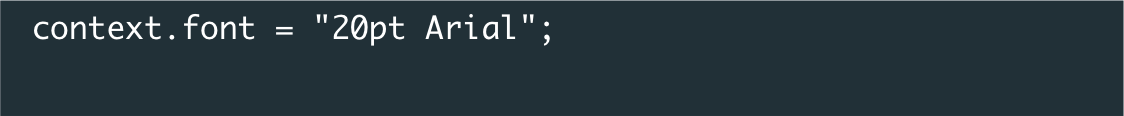 context.font = "20pt Arial";